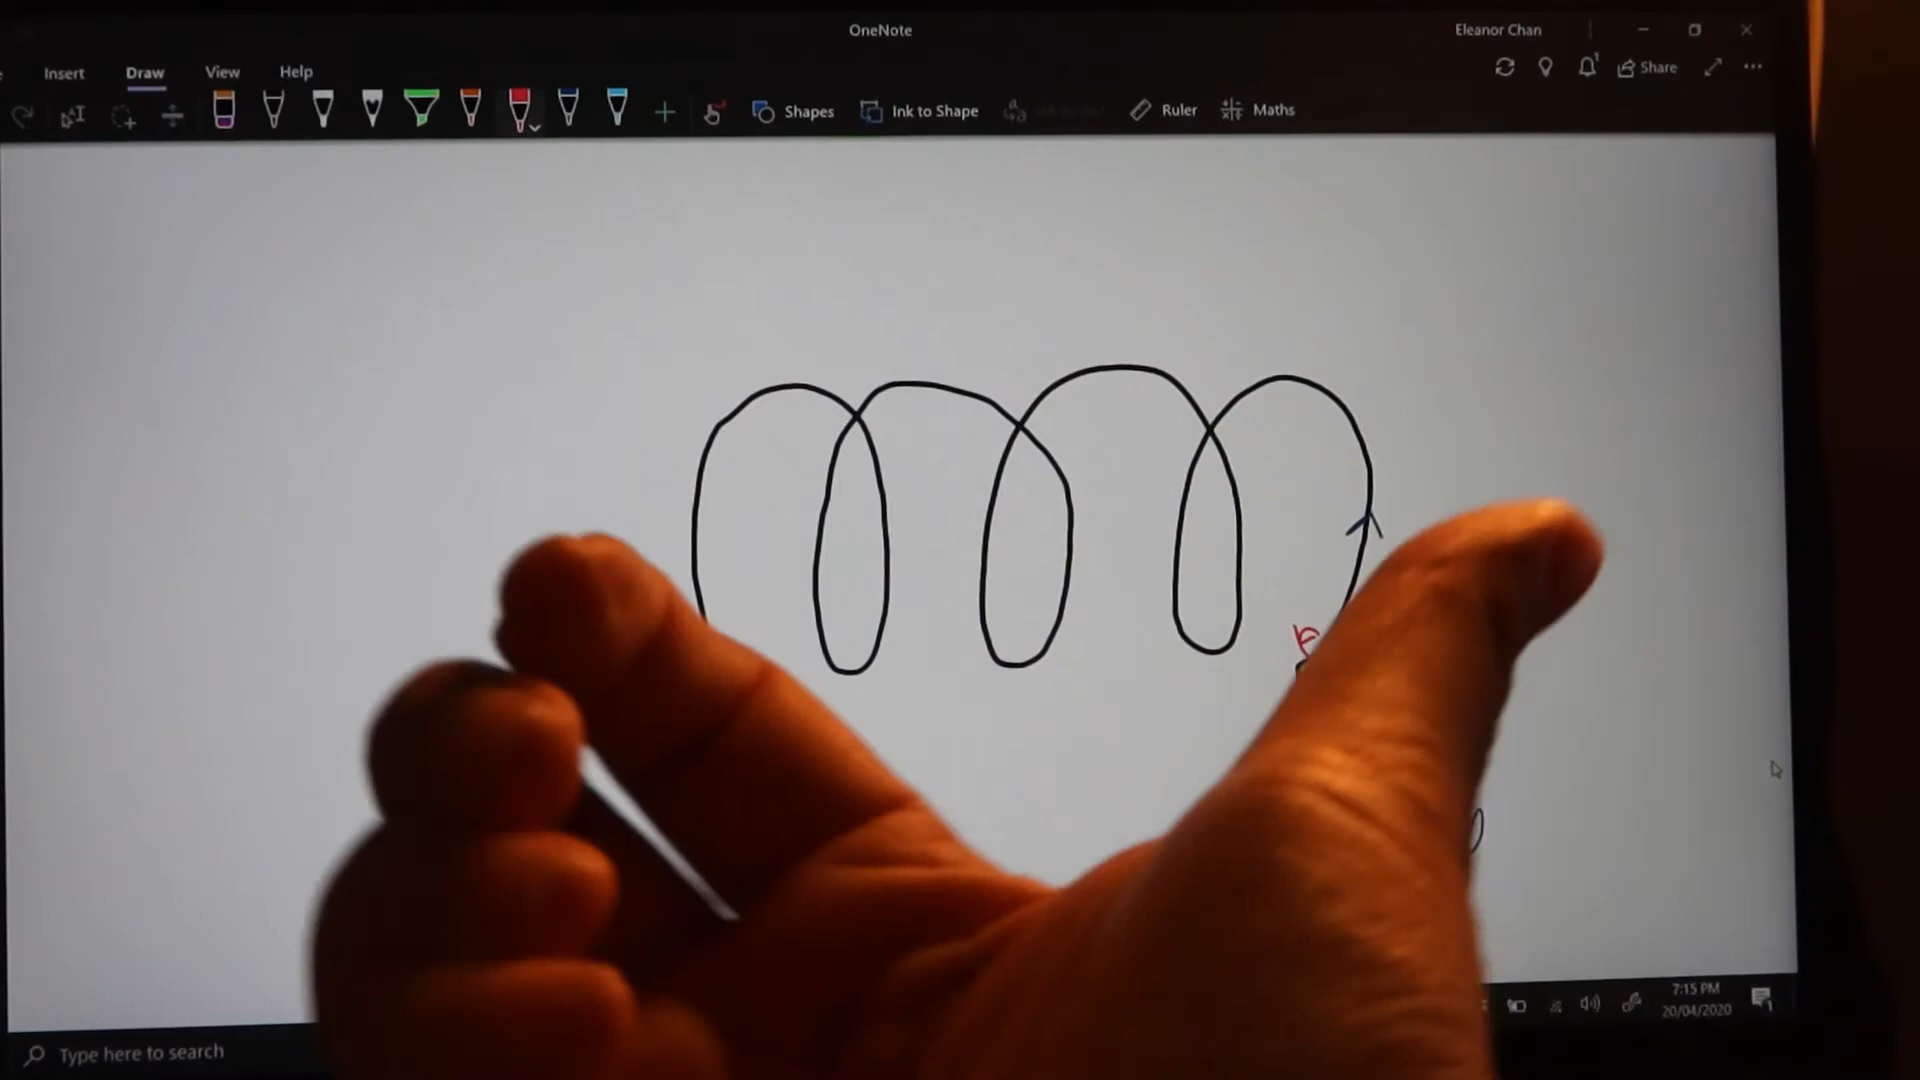 OneNote
Eleanor Chan
Insert Draw View Help
Share
Shapes Ink to Shape Ruler Maths
7:15 PM
20/04/2020
Type here to search